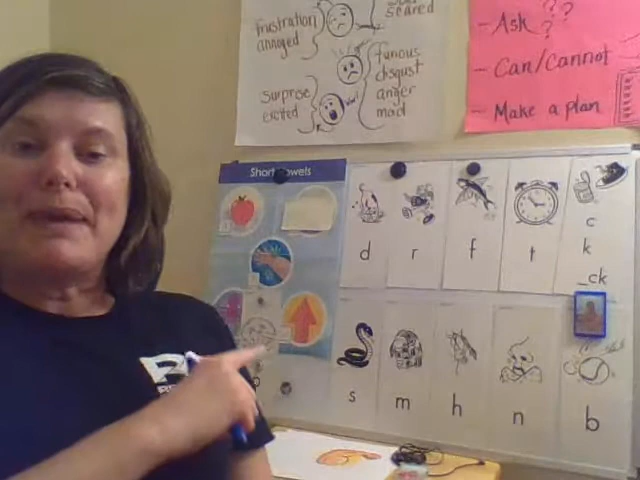 frustration
annoyed
scared
surprise
excited
furious
disgust
anger
mad
- Ask ? ? ?
- Can/Cannot
- Make a plan
Short Vowels
d r f t c
k
_ck
s m h n b